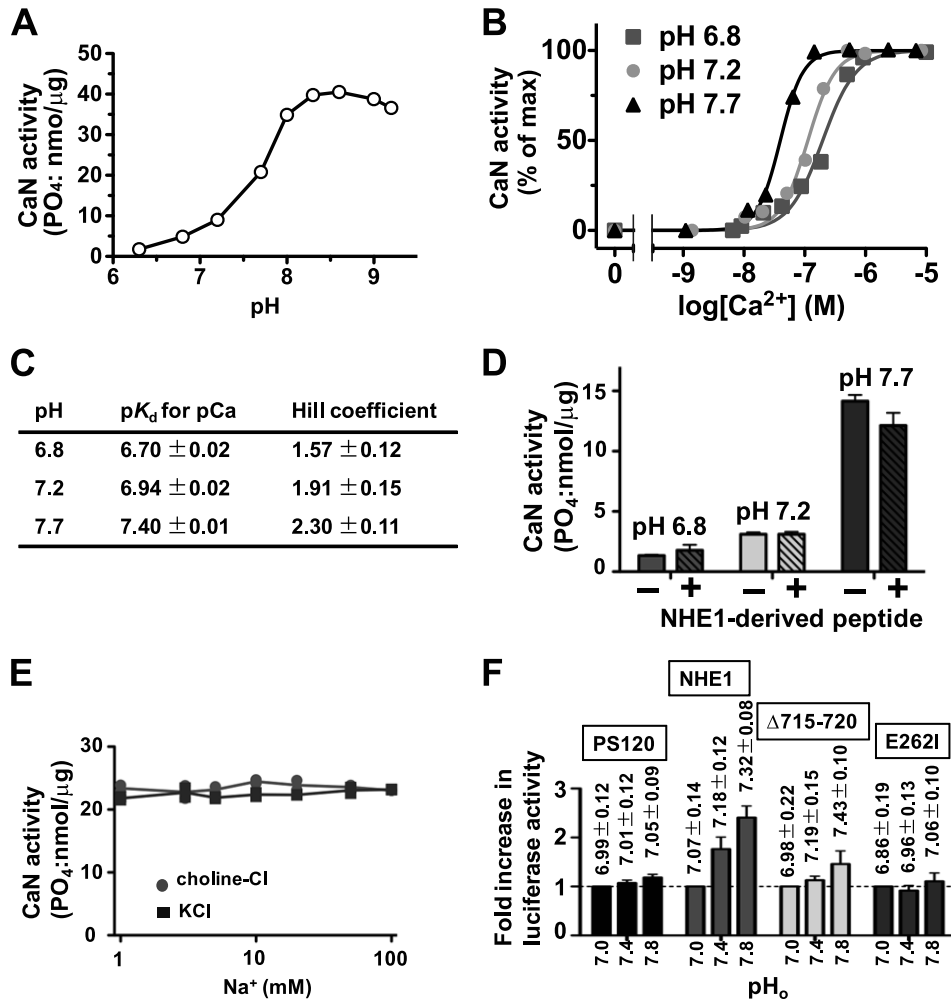 A
CaN activity
(PO₄: nmo/μg)
50
40
30
20
10
0
6
7
8
9
pH
B
CaN activity
(% of max)
100
50
0
pH 6.8
pH 7.2
pH 7.7
0
-9
-8
-7
-6
-5
log[Ca²⁺] (M)
C
pH pKd for pCa Hill coefficient
6.8 6.70 ±0.02 1.57 ±0.12
7.2 6.94 ±0.02 1.91 ±0.15
7.7 7.40 ±0.01 2.30 ±0.11
D
CaN activity
(PO₄:nmol/μg)
15
10
5
0
pH 6.8
pH 7.2
pH 7.7
− + − + − +
NHE1-derived peptide
E
CaN activity
(PO₄:nmol/μg)
30
20
10
0
choline-Cl
KCl
1
10
100
Na⁺ (mM)
F
Fold increase in
luciferase activity
4
3
2
1
0
PS120
NHE1
Δ715-720
E262I
6.99±0.12
7.01±0.12
7.05±0.09
7.07±0.14
7.18±0.12
7.32±0.08
6.98±0.22
7.19±0.15
7.43±0.10
6.86±0.19
6.96±0.13
7.06±0.10
7.0
7.4
7.8
7.0
7.4
7.8
7.0
7.4
7.8
7.0
7.4
7.8
pHₒ